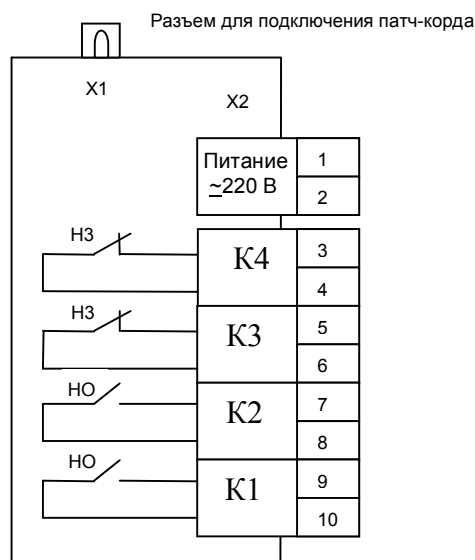 Разъем для подключения патч-корда
X1
X2
Питание
~220 В
1
2
НЗ
К4
3
4
НЗ
К3
5
6
НО
К2
7
8
НО
К1
9
10